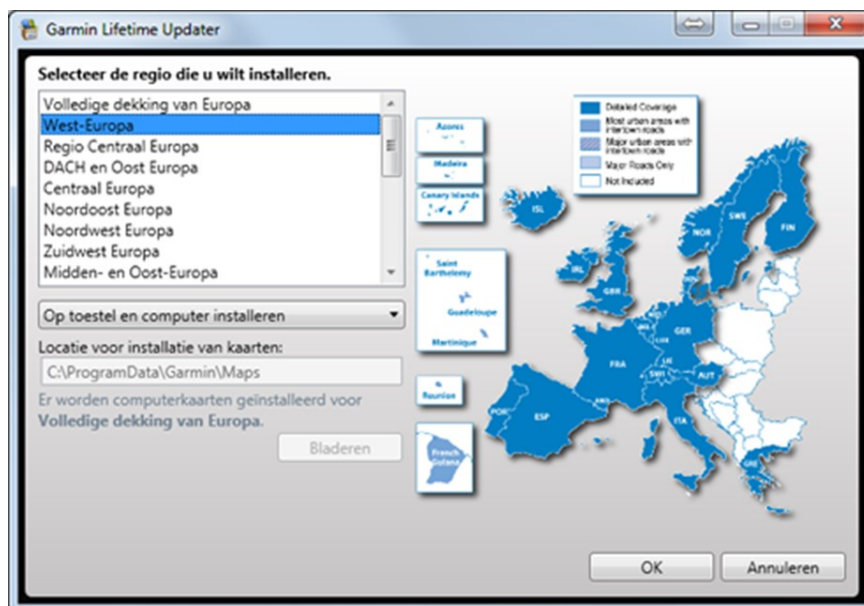 Garmin Lifetime Updater
Selecteer de regio die u wilt installeren.
Volledige dekking van Europa
West-Europa
Regio Centraal Europa
DACH en Oost Europa
Centraal Europa
Noordoost Europa
Noordwest Europa
Zuidwest Europa
Midden- en Oost-Europa
Op toestel en computer installeren
Locatie voor installatie van kaarten:
C:\ProgramData\Garmin\Maps
Er worden computerkaarten geïnstalleerd voor
Volledige dekking van Europa.
Bladeren
Azores
Madeira
Canary Islands
Saint
Barthelemy
Guadeloupe
Martinique
Reunion
French
Guiana
Detailed Coverage
Most urban areas with
intertown roads
Major urban areas with
intertown roads
Major Roads Only
Not Included
ISL
NOR
SWE
FIN
IRL
GBR
GER
FRA
SWI
AUT
POR
ESP
ITA
GRE
OK
Annuleren